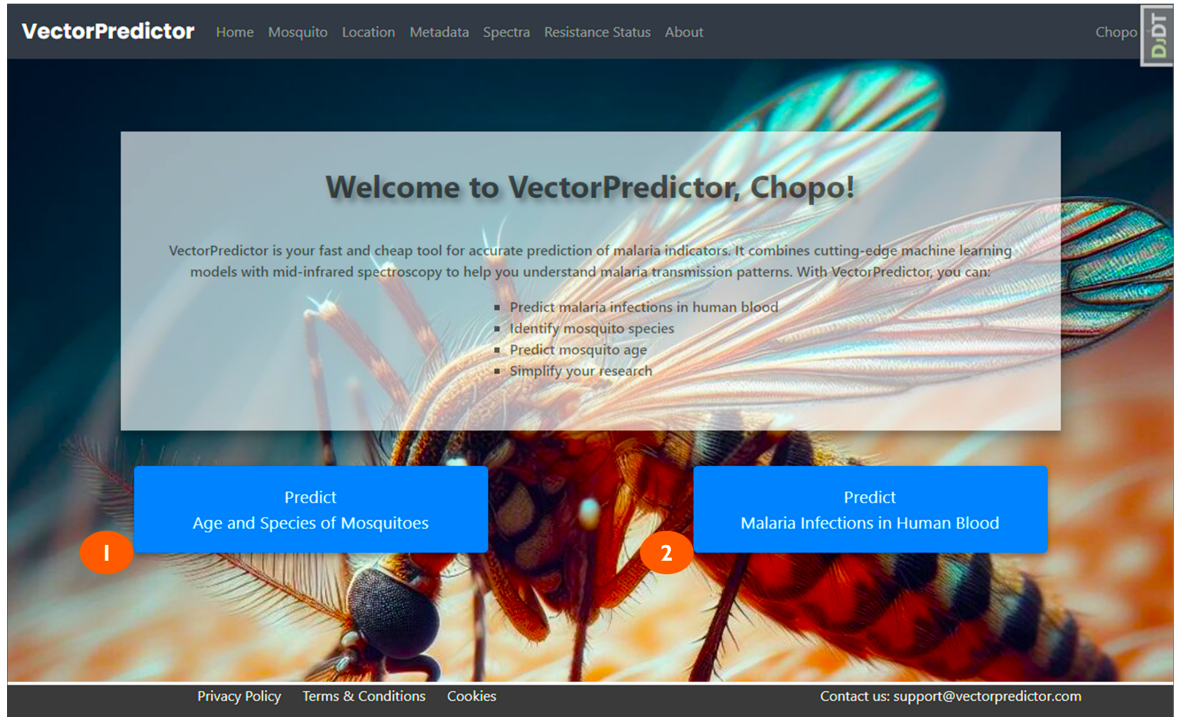 VectorPredictor Home Mosquito Location Metadata Spectra Resistance Status About Chopo
DJDT
Welcome to VectorPredictor, Chopo!
VectorPredictor is your fast and cheap tool for accurate prediction of malaria indicators. It combines cutting-edge machine learning
models with mid-infrared spectroscopy to help you understand malaria transmission patterns. With VectorPredictor, you can:
Predict malaria infections in human blood
Identify mosquito species
Predict mosquito age
Simplify your research
Predict
Age and Species of Mosquitoes
1
Predict
Malaria Infections in Human Blood
2
Privacy Policy Terms & Conditions Cookies Contact us: support@vectorpredictor.com